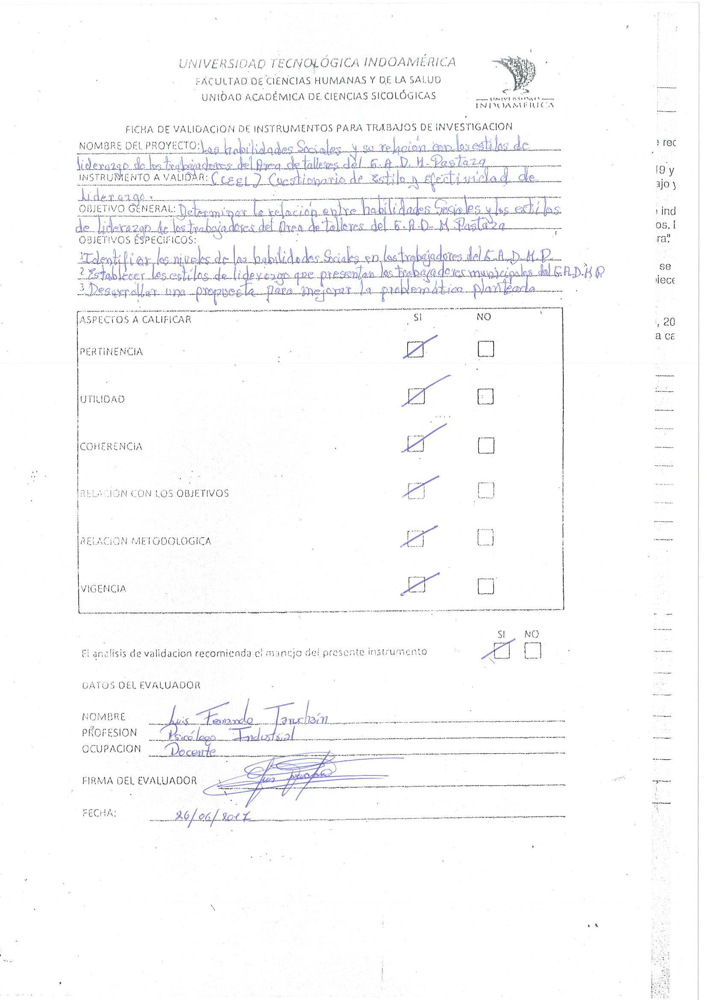 UNIVERSIDAD TECNOLÓGICA INDOAMÉRICA
FACULTAD DE CIENCIAS HUMANAS Y DE LA SALUD
UNIDAD ACADÉMICA DE CIENCIAS SICOLÓGICAS
UNIVERSIDAD
INDOAMERICA
FICHA DE VALIDACION DE INSTRUMENTOS PARA TRABAJOS DE INVESTIGACION
NOMBRE DEL PROYECTO: Las habilidades Sociales y su relación con los estilos de
liderazgo de los trabajadores del Area de talleres del G.A.D.M. Pastaza
INSTRUMENTO A VALIDAR: (CEEL) Cuestionario de Estilo y efectividad de
Liderazgo.
OBJETIVO GENERAL: Determinar la relación entre habilidades Sociales y los estilos
de liderazgo de los trabajadores del Area de talleres del G.A.D.M. Pastaza
OBJETIVOS ESPECIFICOS:
1 Identificar los niveles de las habilidades Sociales en los trabajadores del G.A.D.M.P.
2 Establecer los estilos de liderazgo que presentan los trabajadores municipales del G.A.D.M.P
3 Desarrollar una propuesta para mejorar la problemática planteada
ASPECTOS A CALIFICAR SI NO
PERTINENCIA
UTILIDAD
COHERENCIA
RELACION CON LOS OBJETIVOS
RELACION METODOLOGICA
VIGENCIA
SI NO
El analisis de validacion recomienda el manejo del presente instrumento
DATOS DEL EVALUADOR
NOMBRE Luis Fernando Taruchaín
PROFESION Psicólogo Industrial
OCUPACION Docente
FIRMA DEL EVALUADOR
FECHA: 26/06/2017
rec
19 y
ajo y
ind
os. l
ra"
se
iece
, 20
a ca